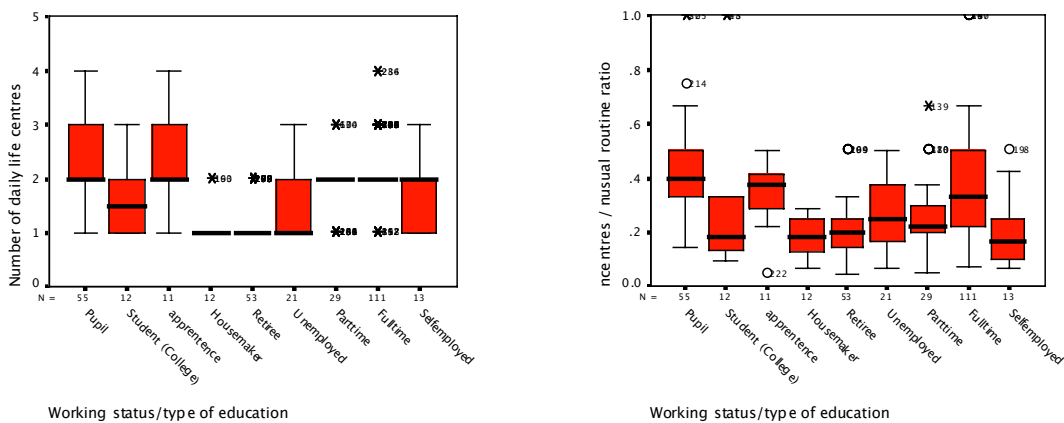 Number of daily life centres
5
4
3
2
1
N =
55
12
11
12
53
21
29
111
13
Pupil
Student (College)
apprentence
Housemaker
Retiree
Unemployed
Parttime
Fulltime
Selfemployed
Working status/type of education
ncentres / nusual routine ratio
1.0
.8
.6
.4
.2
0.0
214
222
139
198
N =
55
12
11
12
53
21
29
111
13
Pupil
Student (College)
apprentence
Housemaker
Retiree
Unemployed
Parttime
Fulltime
Selfemployed
Working status/type of education